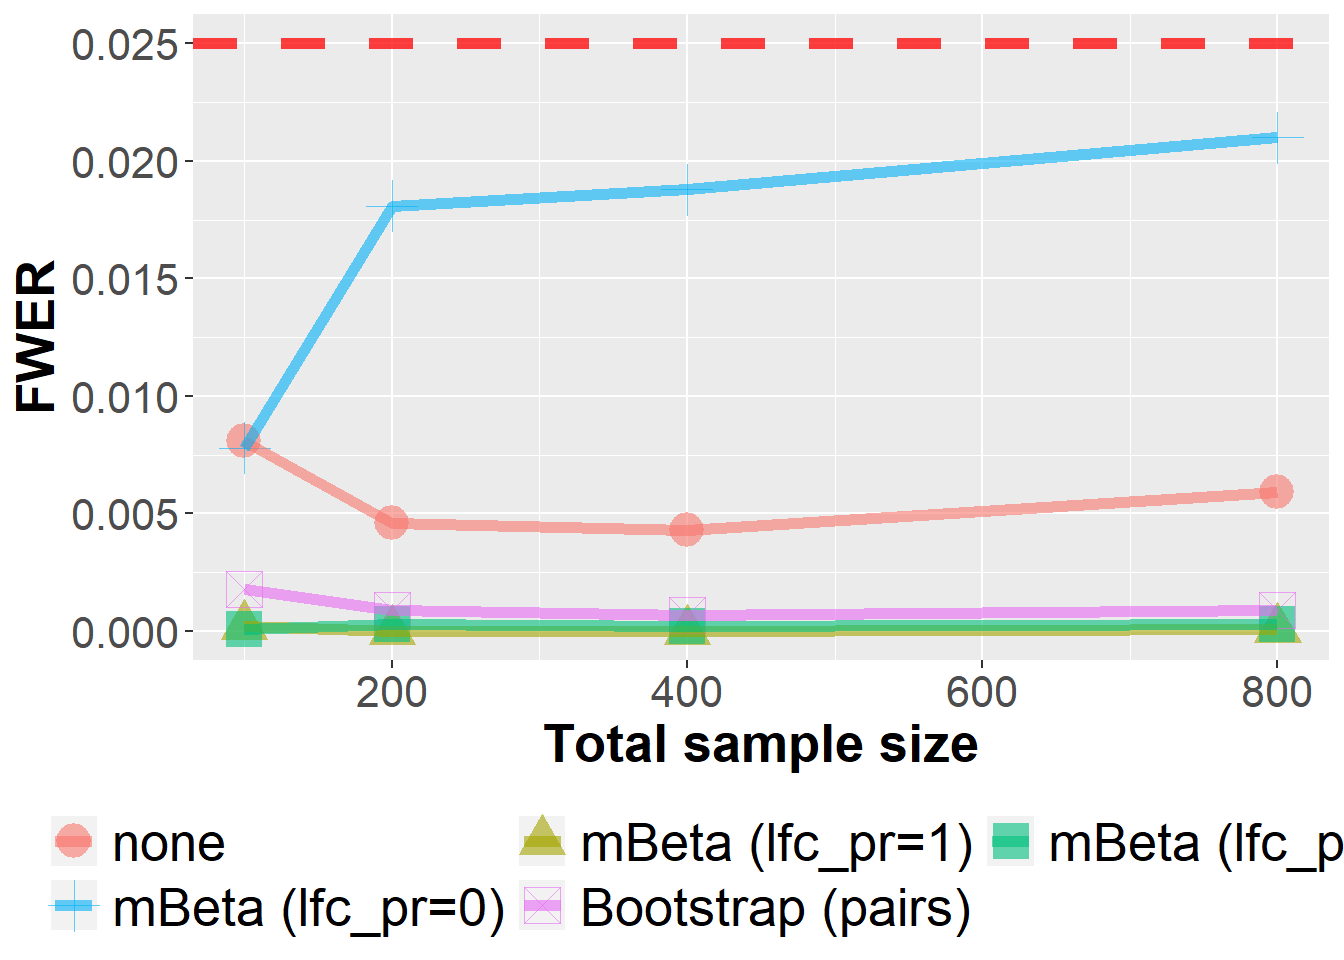 0.025
0.020
0.015
0.010
0.005
0.000
FWER
200 400 600 800
Total sample size
none mBeta (lfc_pr=1) mBeta (lfc_p
mBeta (lfc_pr=0) Bootstrap (pairs)